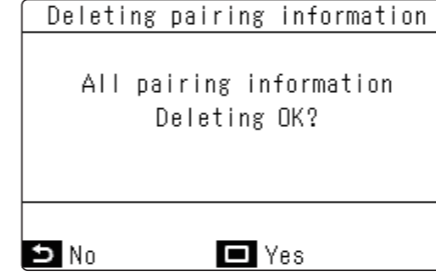 Deleting pairing information
All pairing information
Deleting OK?
No Yes